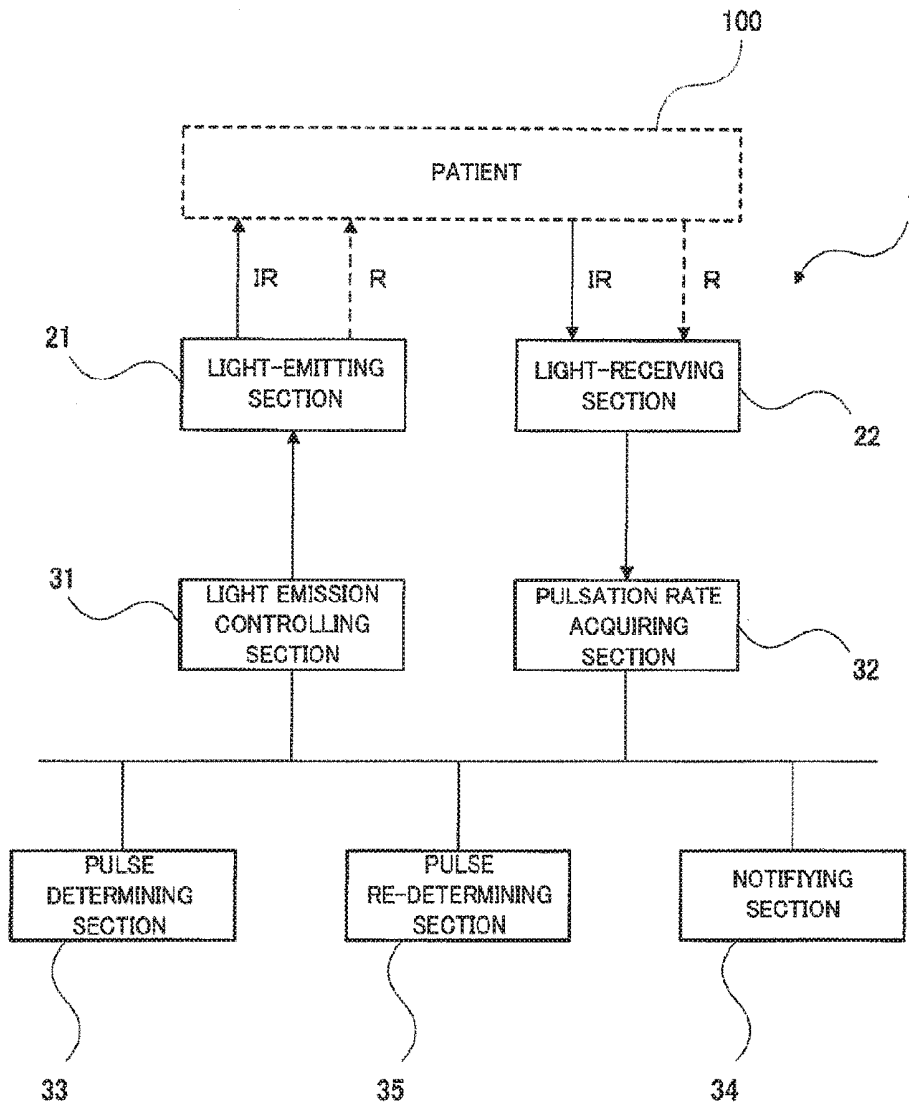 100
PATIENT
IR
R
IR
R
21
LIGHT-EMITTING
SECTION
LIGHT-RECEIVING
SECTION
22
31
LIGHT EMISSION
CONTROLLING
SECTION
PULSATION RATE
ACQUIRING
SECTION
32
PULSE
DETERMINING
SECTION
PULSE
RE-DETERMINING
SECTION
NOTIFIYING
SECTION
33
35
34